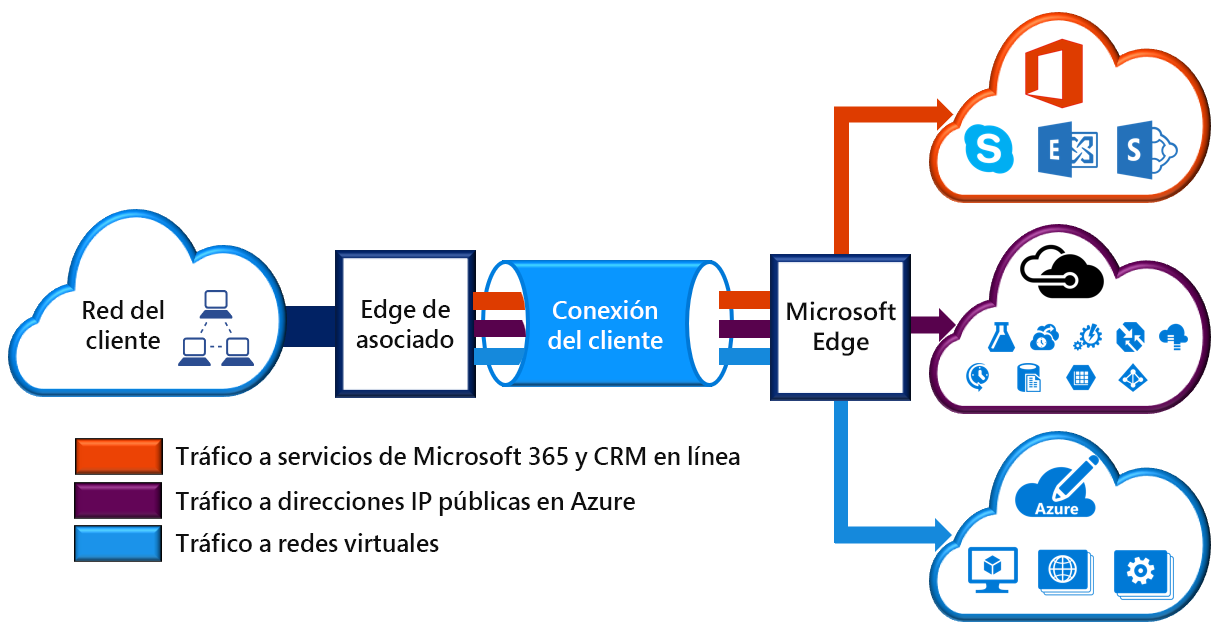 Red del
cliente
Edge de
asociado
Conexión
del cliente
Microsoft
Edge
S
E
S
Azure
Tráfico a servicios de Microsoft 365 y CRM en línea
Tráfico a direcciones IP públicas en Azure
Tráfico a redes virtuales